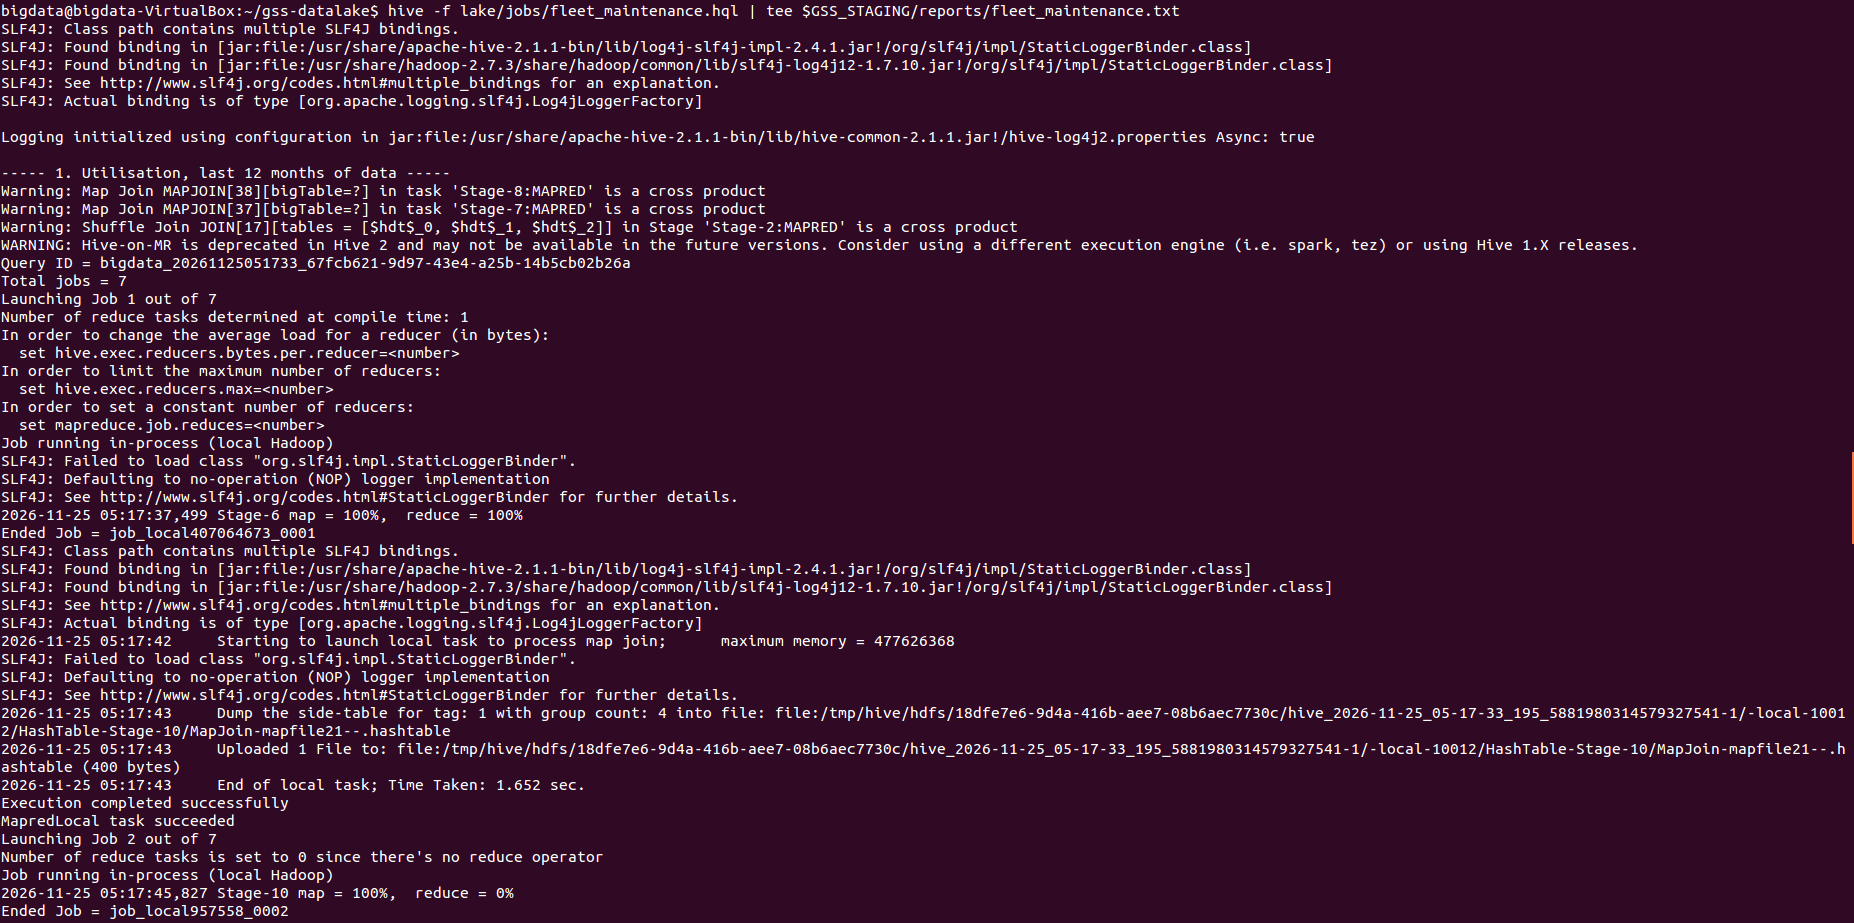 bigdata@bigdata-VirtualBox:~/gss-datalake$ hive -f lake/jobs/fleet_maintenance.hql | tee $GSS_STAGING/reports/fleet_maintenance.txt
SLF4J: Class path contains multiple SLF4J bindings.
SLF4J: Found binding in [jar:file:/usr/share/apache-hive-2.1.1-bin/lib/log4j-slf4j-impl-2.4.1.jar!/org/slf4j/impl/StaticLoggerBinder.class]
SLF4J: Found binding in [jar:file:/usr/share/hadoop-2.7.3/share/hadoop/common/lib/slf4j-log4j12-1.7.10.jar!/org/slf4j/impl/StaticLoggerBinder.class]
SLF4J: See http://www.slf4j.org/codes.html#multiple_bindings for an explanation.
SLF4J: Actual binding is of type [org.apache.logging.slf4j.Log4jLoggerFactory]

Logging initialized using configuration in jar:file:/usr/share/apache-hive-2.1.1-bin/lib/hive-common-2.1.1.jar!/hive-log4j2.properties Async: true

----- 1. Utilisation, last 12 months of data -----
Warning: Map Join MAPJOIN[38][bigTable=?] in task 'Stage-8:MAPRED' is a cross product
Warning: Map Join MAPJOIN[37][bigTable=?] in task 'Stage-7:MAPRED' is a cross product
Warning: Shuffle Join JOIN[17][tables = [$hdt$_0, $hdt$_1, $hdt$_2]] in Stage 'Stage-2:MAPRED' is a cross product
WARNING: Hive-on-MR is deprecated in Hive 2 and may not be available in the future versions. Consider using a different execution engine (i.e. spark, tez) or using Hive 1.X releases.
Query ID = bigdata_20261125051733_67fcb621-9d97-43e4-a25b-14b5cb02b26a
Total jobs = 7
Launching Job 1 out of 7
Number of reduce tasks determined at compile time: 1
In order to change the average load for a reducer (in bytes):
  set hive.exec.reducers.bytes.per.reducer=<number>
In order to limit the maximum number of reducers:
  set hive.exec.reducers.max=<number>
In order to set a constant number of reducers:
  set mapreduce.job.reduces=<number>
Job running in-process (local Hadoop)
SLF4J: Failed to load class "org.slf4j.impl.StaticLoggerBinder".
SLF4J: Defaulting to no-operation (NOP) logger implementation
SLF4J: See http://www.slf4j.org/codes.html#StaticLoggerBinder for further details.
2026-11-25 05:17:37,499 Stage-6 map = 100%,  reduce = 100%
Ended Job = job_local407064673_0001
SLF4J: Class path contains multiple SLF4J bindings.
SLF4J: Found binding in [jar:file:/usr/share/apache-hive-2.1.1-bin/lib/log4j-slf4j-impl-2.4.1.jar!/org/slf4j/impl/StaticLoggerBinder.class]
SLF4J: Found binding in [jar:file:/usr/share/hadoop-2.7.3/share/hadoop/common/lib/slf4j-log4j12-1.7.10.jar!/org/slf4j/impl/StaticLoggerBinder.class]
SLF4J: See http://www.slf4j.org/codes.html#multiple_bindings for an explanation.
SLF4J: Actual binding is of type [org.apache.logging.slf4j.Log4jLoggerFactory]
2026-11-25 05:17:42     Starting to launch local task to process map join;      maximum memory = 477626368
SLF4J: Failed to load class "org.slf4j.impl.StaticLoggerBinder".
SLF4J: Defaulting to no-operation (NOP) logger implementation
SLF4J: See http://www.slf4j.org/codes.html#StaticLoggerBinder for further details.
2026-11-25 05:17:43     Dump the side-table for tag: 1 with group count: 4 into file: file:/tmp/hive/hdfs/18dfe7e6-9d4a-416b-aee7-08b6aec7730c/hive_2026-11-25_05-17-33_195_5881980314579327541-1/-local-1001
2/HashTable-Stage-10/MapJoin-mapfile21--.hashtable
2026-11-25 05:17:43     Uploaded 1 File to: file:/tmp/hive/hdfs/18dfe7e6-9d4a-416b-aee7-08b6aec7730c/hive_2026-11-25_05-17-33_195_5881980314579327541-1/-local-10012/HashTable-Stage-10/MapJoin-mapfile21--.h
ashtable (400 bytes)
2026-11-25 05:17:43     End of local task; Time Taken: 1.652 sec.
Execution completed successfully
MapredLocal task succeeded
Launching Job 2 out of 7
Number of reduce tasks is set to 0 since there's no reduce operator
Job running in-process (local Hadoop)
2026-11-25 05:17:45,827 Stage-10 map = 100%,  reduce = 0%
Ended Job = job_local957558_0002